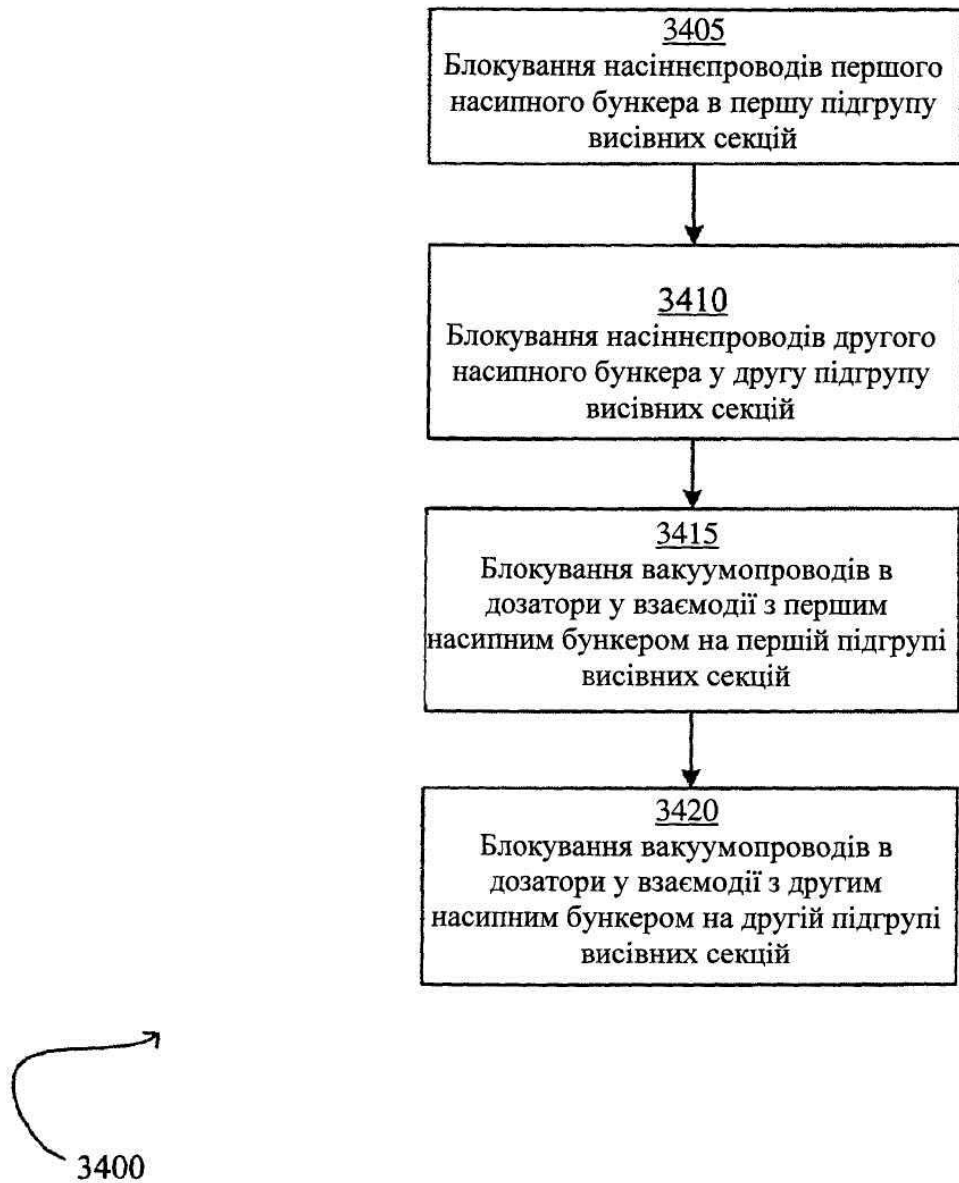 3405
Блокування насіннєпроводів першого
насипного бункера в першу підгрупу
висівних секцій
3410
Блокування насіннєпроводів другого
насипного бункера у другу підгрупу
висівних секцій
3415
Блокування вакуумопроводів в
дозатори у взаємодії з першим
насипним бункером на першій підгрупі
висівних секцій
3420
Блокування вакуумопроводів в
дозатори у взаємодії з другим
насипним бункером на другій підгрупі
висівних секцій
3400